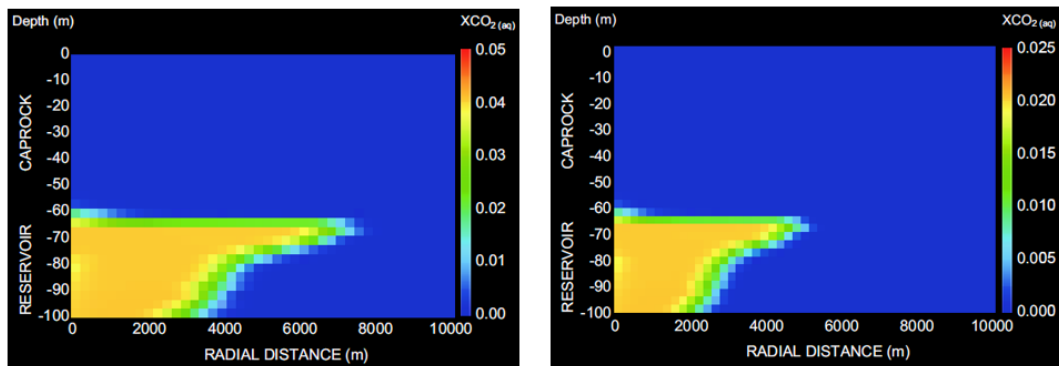 Depth (m)
XCO2 (aq)
0
-10
-20
-30
-40
-50
-60
-70
-80
-90
-100
CAPROCK
RESERVOIR
0.05
0.04
0.03
0.02
0.01
0.00
0 2000 4000 6000 8000 10000
RADIAL DISTANCE (m)
Depth (m)
XCO2 (aq)
0
-10
-20
-30
-40
-50
-60
-70
-80
-90
-100
CAPROCK
RESERVOIR
0.025
0.020
0.015
0.010
0.005
0.000
0 2000 4000 6000 8000 10000
RADIAL DISTANCE (m)